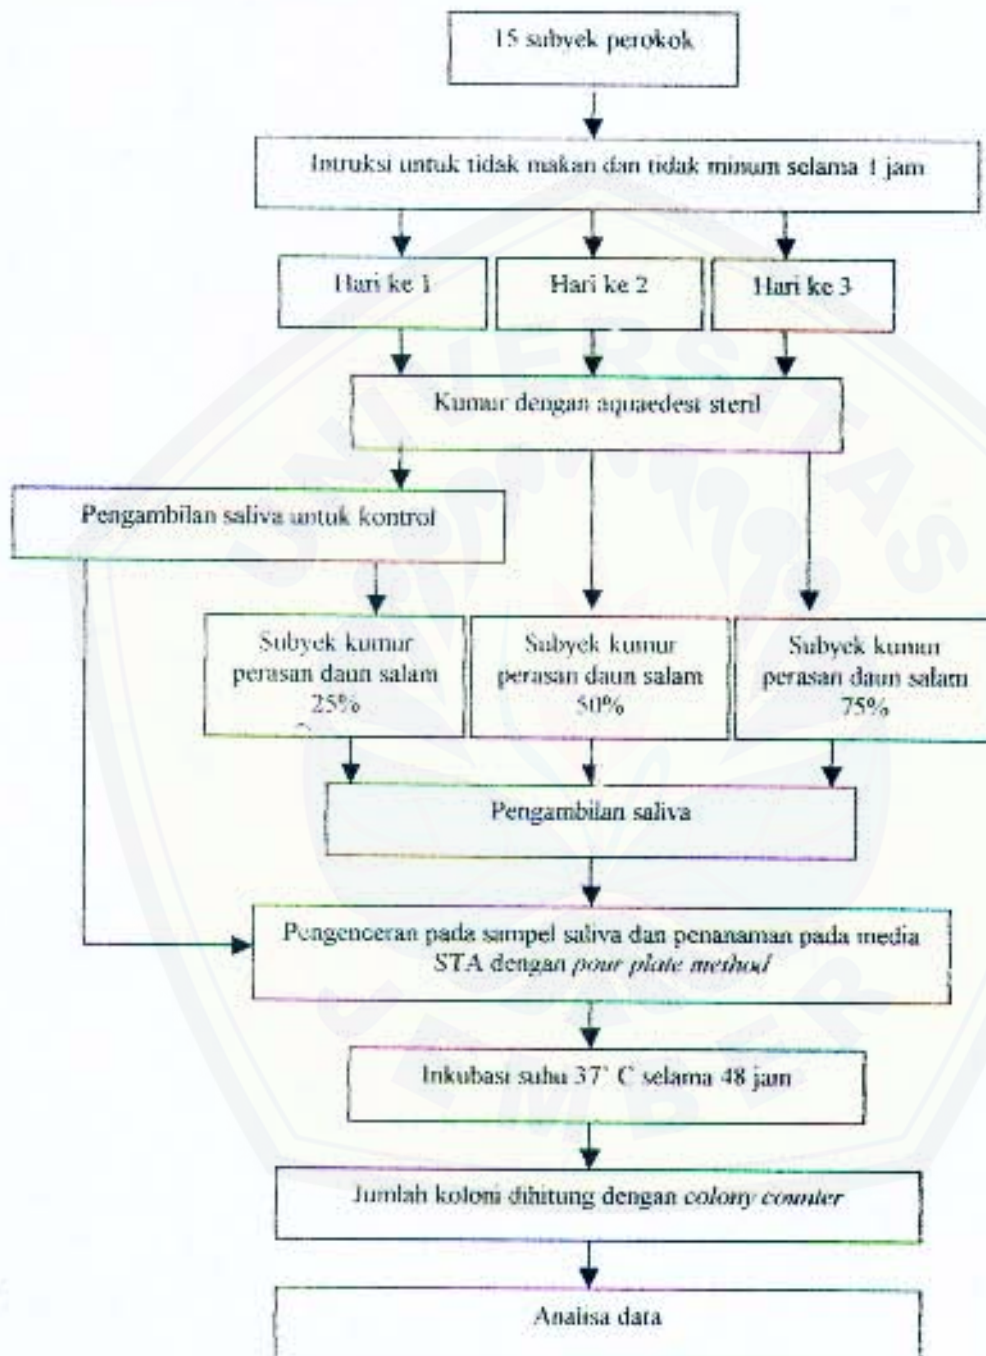 15 subyek perokok
Intruksi untuk tidak makan dan tidak minum selama 1 jam
Hari ke 1
Hari ke 2
Hari ke 3
Kumur dengan aquaedest steril
Pengambilan saliva untuk kontrol
Subyek kumur
perasan daun salam
25%
Subyek kumur
perasan daun salam
50%
Subyek kumur
perasan daun salam
75%
Pengambilan saliva
Pengenceran pada sampel saliva dan penanaman pada media
STA dengan pour plate method
Inkubasi suhu 37° C selama 48 jam
Jumlah koloni dihitung dengan colony counter
Analisa data
UNIVERSITAS
JEMBER